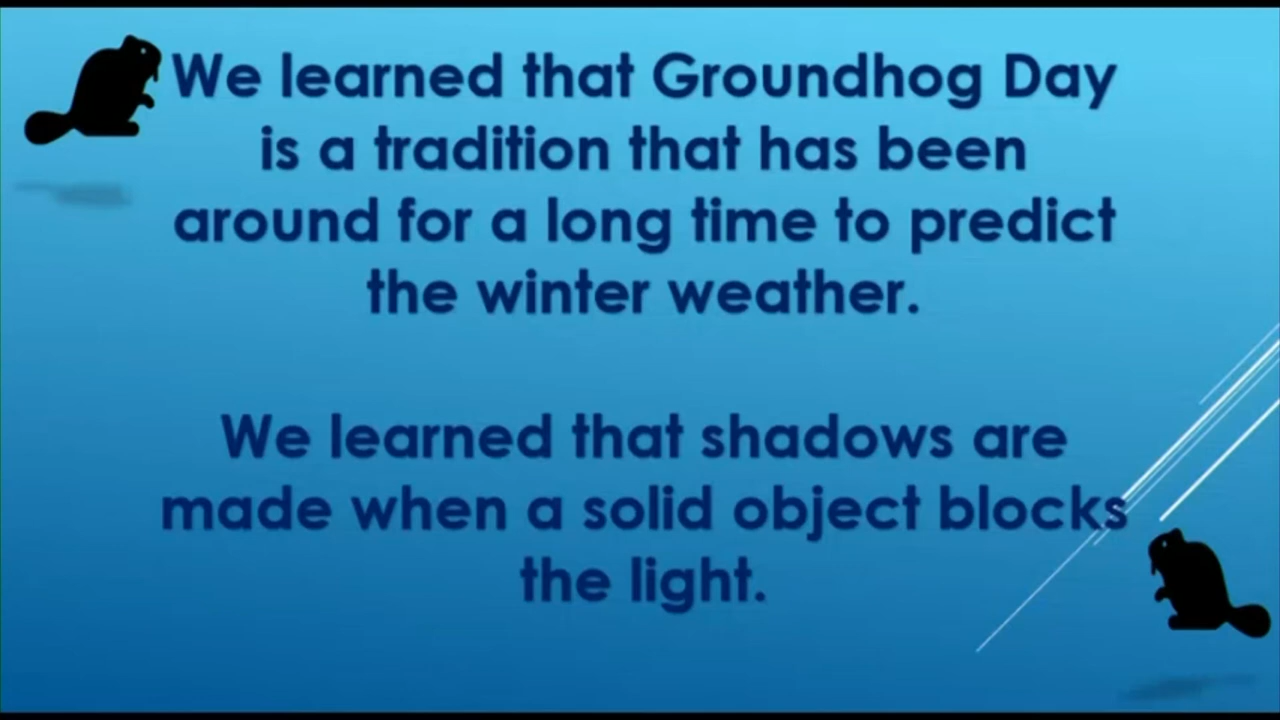 We learned that Groundhog Day
is a tradition that has been
around for a long time to predict
the winter weather.
We learned that shadows are
made when a solid object blocks
the light.